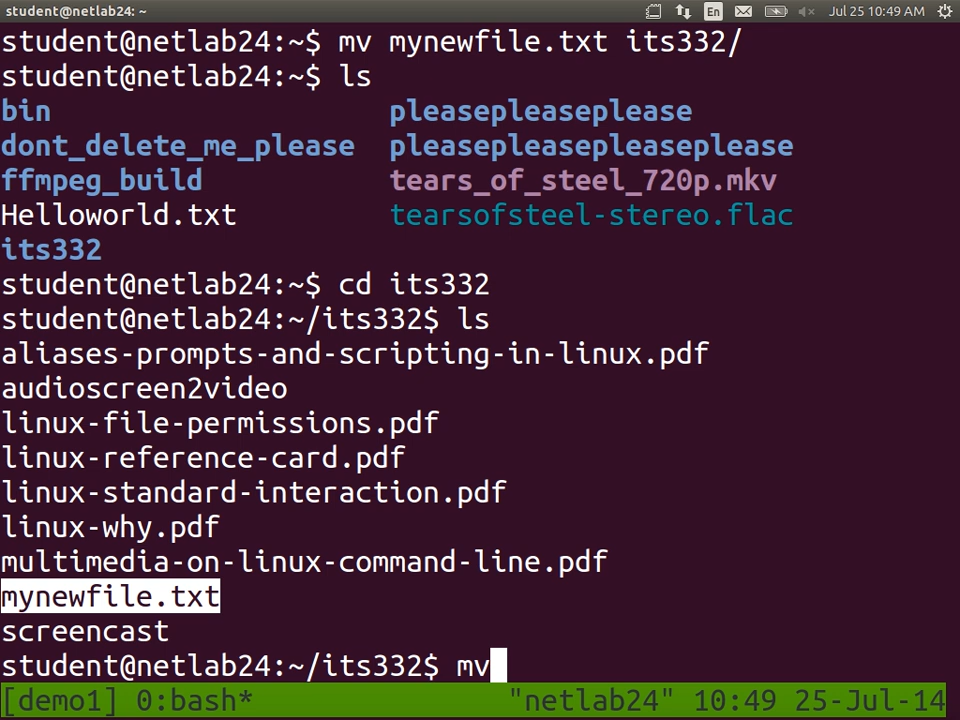 student@netlab24: ~ En Jul 25 10:49 AM
student@netlab24:~$ mv mynewfile.txt its332/
student@netlab24:~$ ls
bin pleasepleaseplease
dont_delete_me_please pleasepleasepleaseplease
ffmpeg_build tears_of_steel_720p.mkv
Helloworld.txt tearsofsteel-stereo.flac
its332
student@netlab24:~$ cd its332
student@netlab24:~/its332$ ls
aliases-prompts-and-scripting-in-linux.pdf
audioscreen2video
linux-file-permissions.pdf
linux-reference-card.pdf
linux-standard-interaction.pdf
linux-why.pdf
multimedia-on-linux-command-line.pdf
mynewfile.txt
screencast
student@netlab24:~/its332$ mv
[demo1] 0:bash* "netlab24" 10:49 25-Jul-14